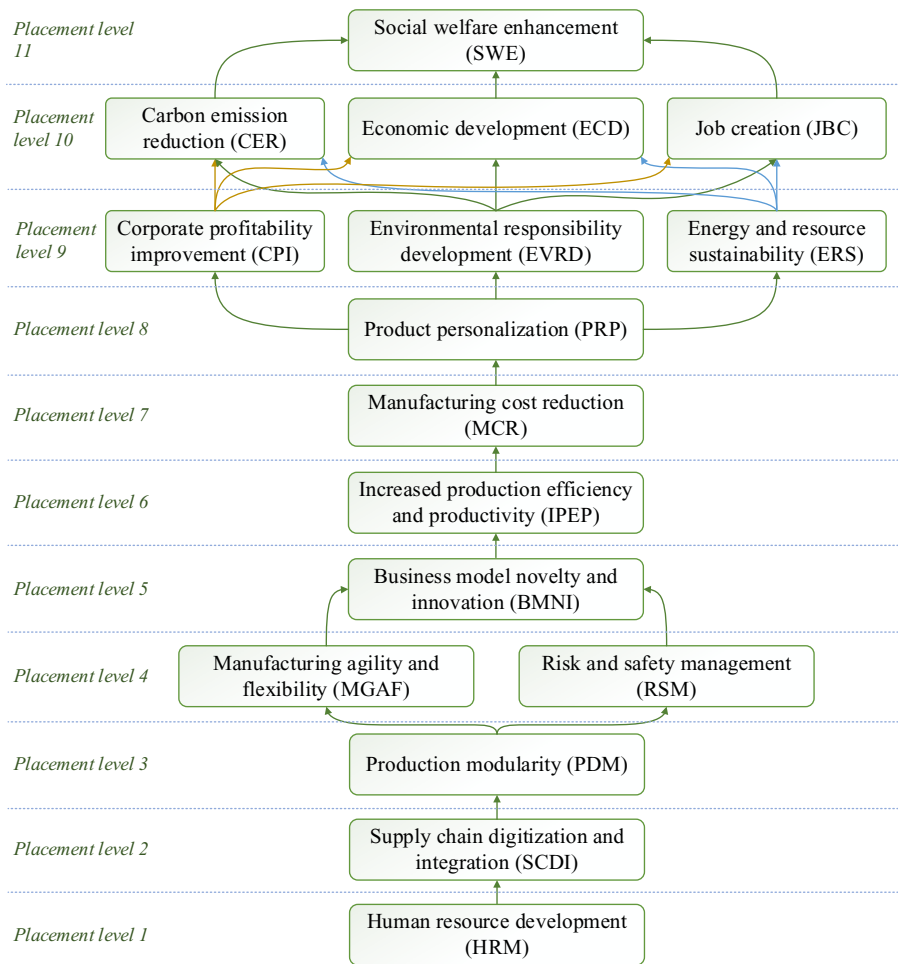 Placement level
11
Social welfare enhancement
(SWE)
Placement
level 10
Carbon emission
reduction (CER)
Economic development (ECD)
Job creation (JBC)
Placement
level 9
Corporate profitability
improvement (CPI)
Environmental responsibility
development (EVRD)
Energy and resource
sustainability (ERS)
Placement level 8
Product personalization (PRP)
Placement level 7
Manufacturing cost reduction
(MCR)
Placement level 6
Increased production efficiency
and productivity (IPEP)
Placement level 5
Business model novelty and
innovation (BMNI)
Placement level 4
Manufacturing agility and
flexibility (MGAF)
Risk and safety management
(RSM)
Placement level 3
Production modularity (PDM)
Placement level 2
Supply chain digitization and
integration (SCDI)
Placement level 1
Human resource development
(HRM)